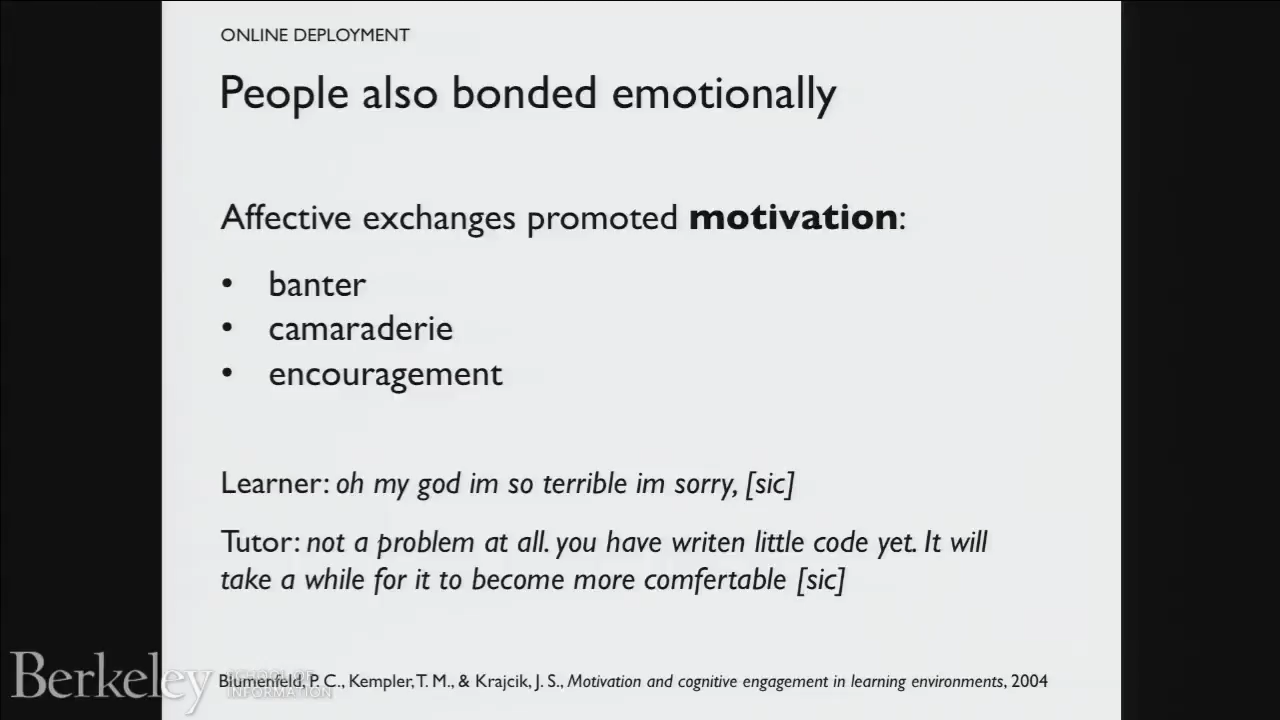 ONLINE DEPLOYMENT
People also bonded emotionally
Affective exchanges promoted motivation:
• banter
• camaraderie
• encouragement
Learner: oh my god im so terrible im sorry, [sic]
Tutor: not a problem at all. you have writen little code yet. It will
take a while for it to become more comfertable [sic]
Blumenfeld, P. C., Kempler, T. M., & Krajcik, J. S., Motivation and cognitive engagement in learning environments, 2004
Berkeley
SCHOOL OF
INFORMATION